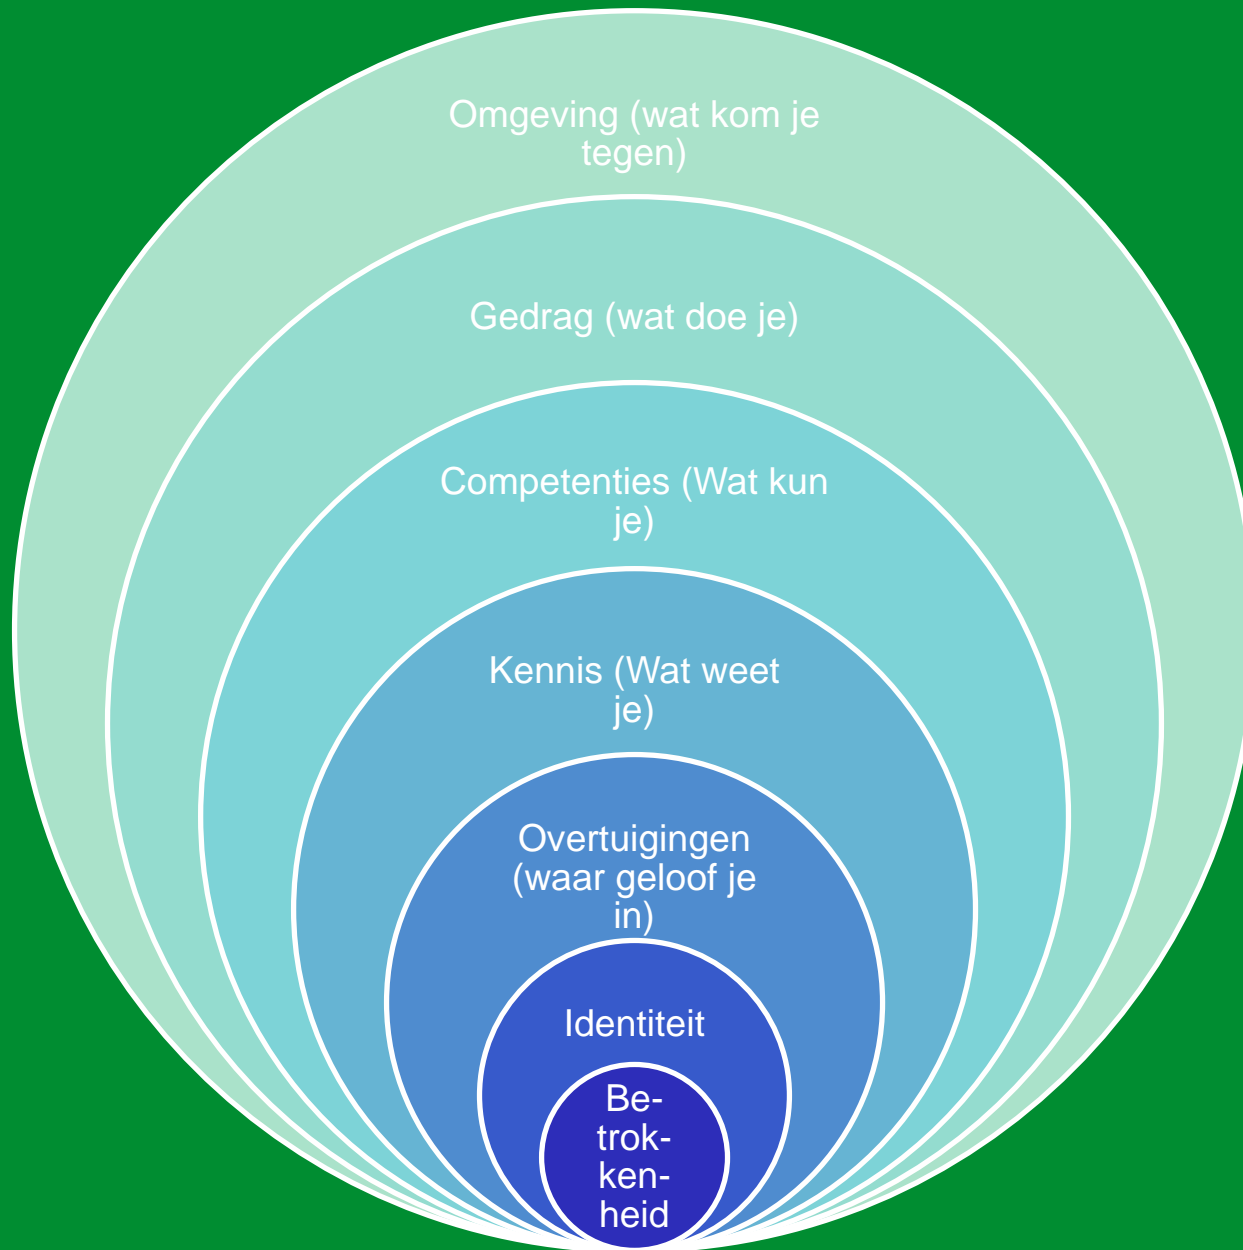 Omgeving (wat kom je
tegen)
Gedrag (wat doe je)
Competenties (Wat kun
je)
Kennis (Wat weet
je)
Overtuigingen
(waar geloof je
in)
Identiteit
Be-
trok-
ken-
heid